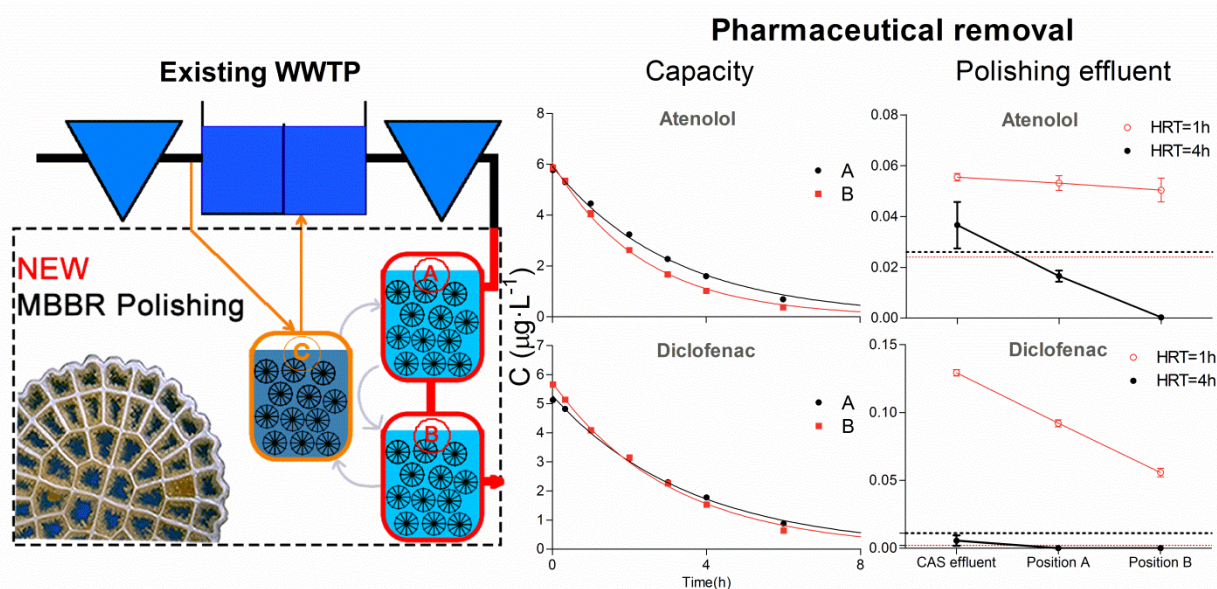 Pharmaceutical removal
Existing WWTP
Capacity
Polishing effluent
NEW
MBBR Polishing
A
B
C
C (µg·L⁻¹)
Atenolol
8
6
4
2
0
A
B
Diclofenac
7
6
5
4
3
2
1
0
A
B
0
4
8
Time(h)
Atenolol
0.08
0.06
0.04
0.02
0.00
HRT=1h
HRT=4h
Diclofenac
0.15
0.10
0.05
0.00
HRT=1h
HRT=4h
CAS effluent
Position A
Position B